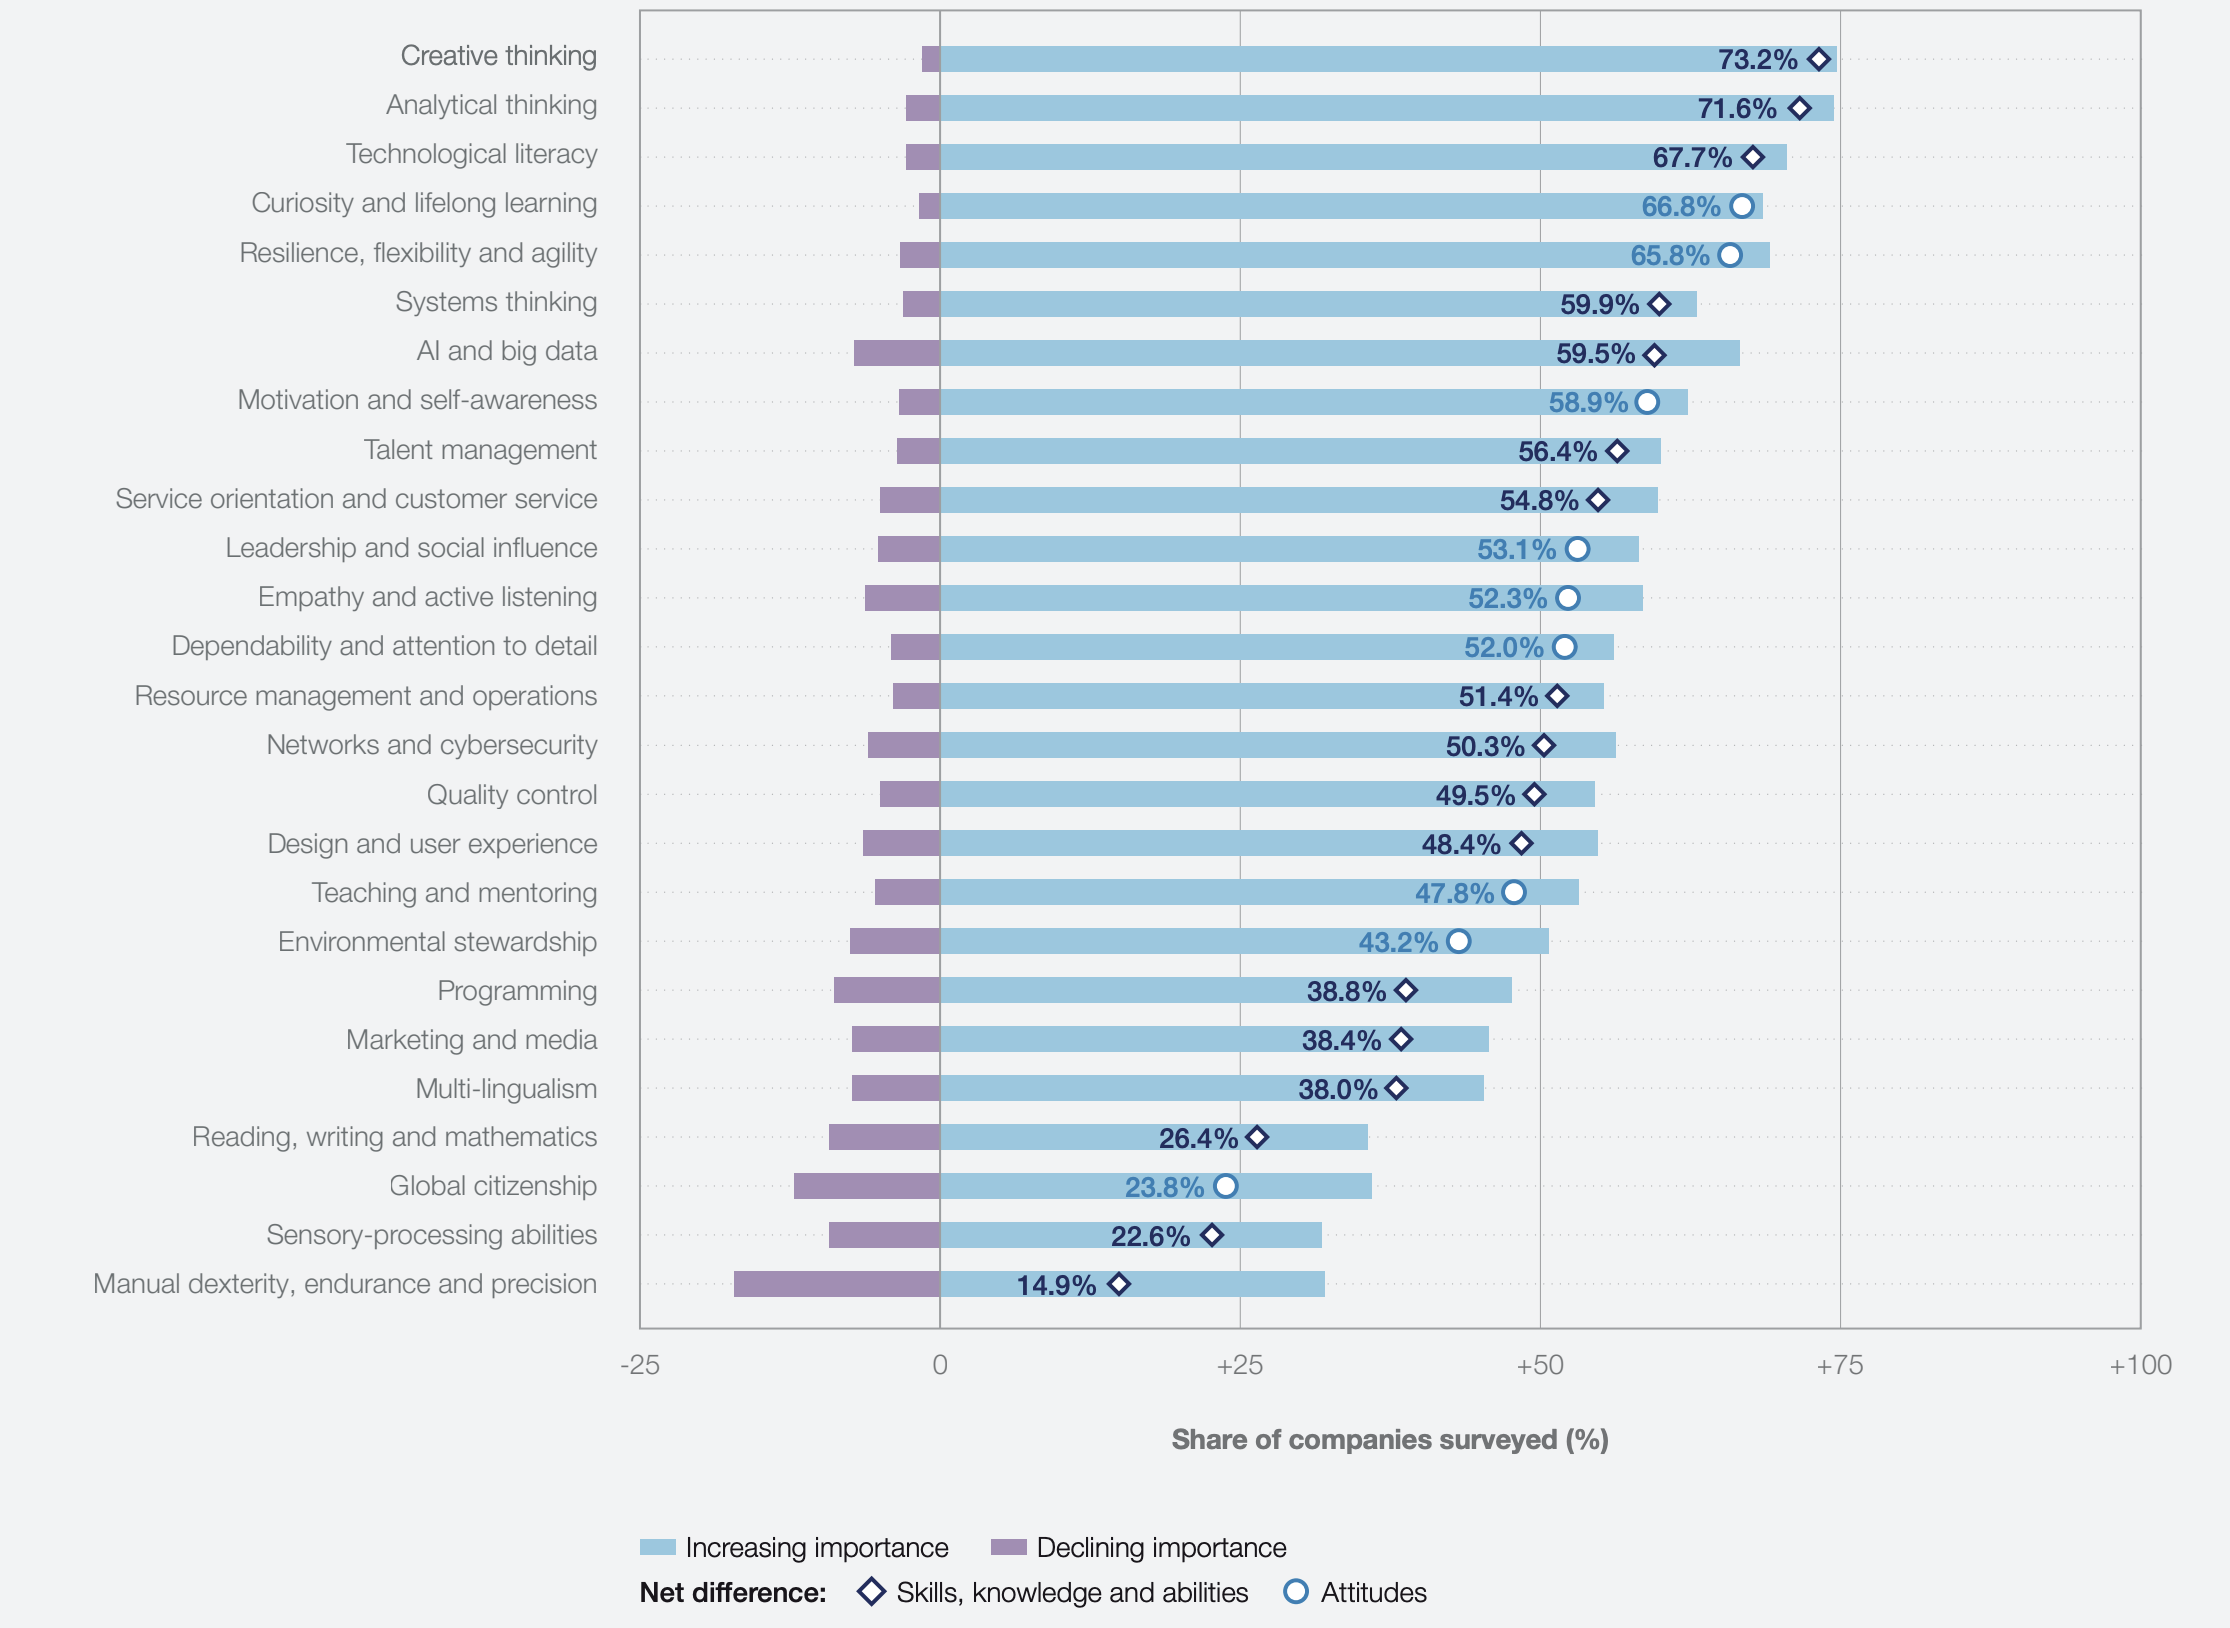 Creative thinking 73.2%
Analytical thinking 71.6%
Technological literacy 67.7%
Curiosity and lifelong learning 66.8%
Resilience, flexibility and agility 65.8%
Systems thinking 59.9%
AI and big data 59.5%
Motivation and self-awareness 58.9%
Talent management 56.4%
Service orientation and customer service 54.8%
Leadership and social influence 53.1%
Empathy and active listening 52.3%
Dependability and attention to detail 52.0%
Resource management and operations 51.4%
Networks and cybersecurity 50.3%
Quality control 49.5%
Design and user experience 48.4%
Teaching and mentoring 47.8%
Environmental stewardship 43.2%
Programming 38.8%
Marketing and media 38.4%
Multi-lingualism 38.0%
Reading, writing and mathematics 26.4%
Global citizenship 23.8%
Sensory-processing abilities 22.6%
Manual dexterity, endurance and precision 14.9%
-25 0 +25 +50 +75 +100
Share of companies surveyed (%)
Increasing importance Declining importance
Net difference: Skills, knowledge and abilities Attitudes